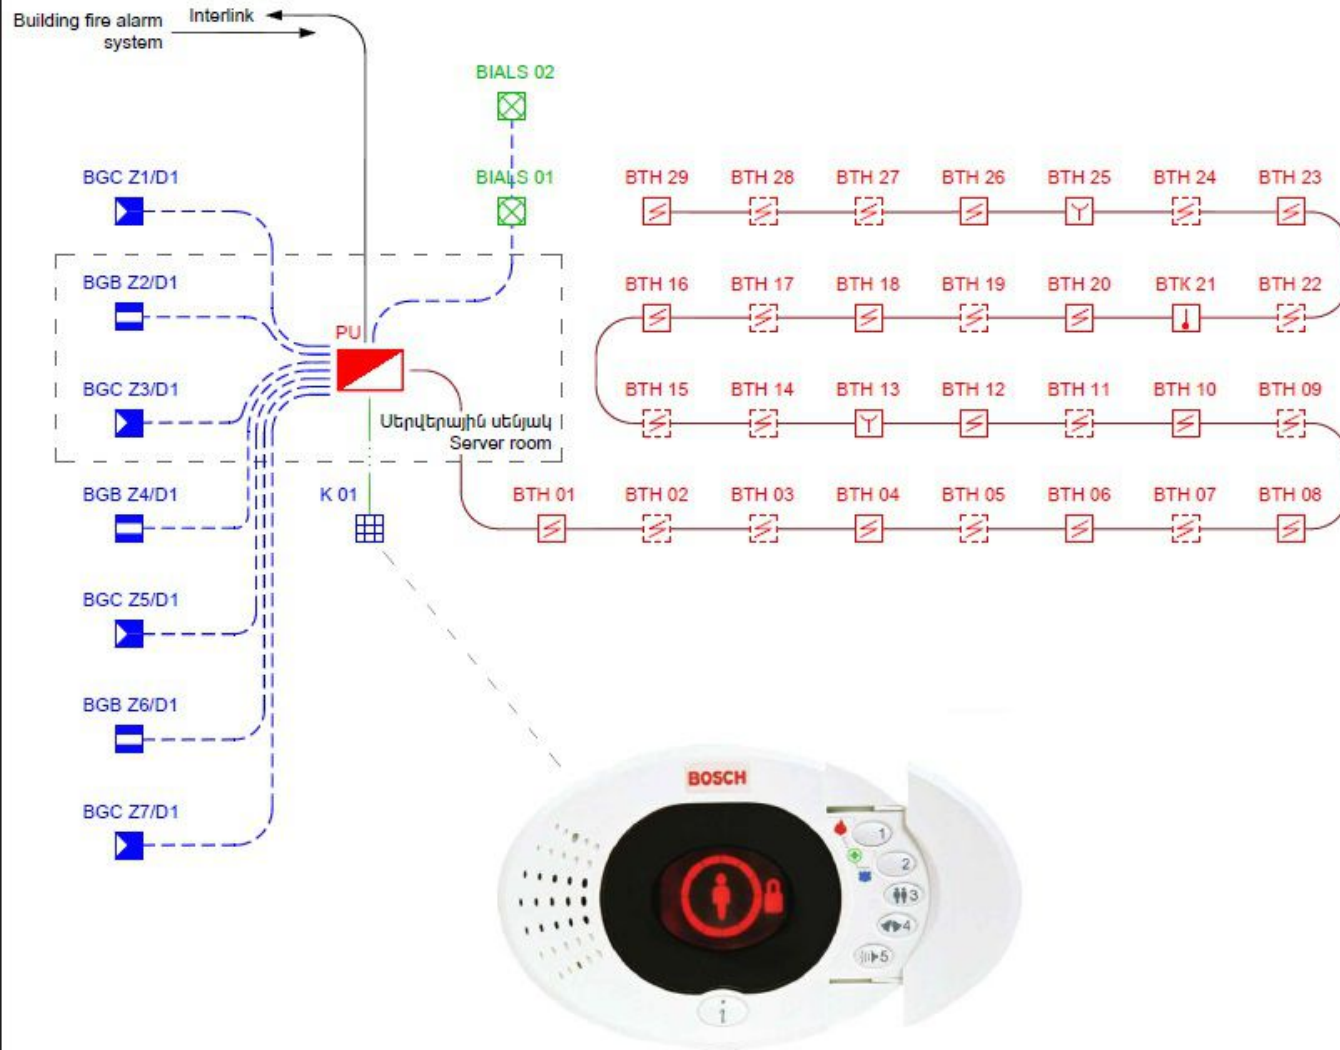 Building fire alarm
system
Interlink
BIALS 02
BGC Z1/D1
BIALS 01
BTH 29 BTH 28 BTH 27 BTH 26 BTH 25 BTH 24 BTH 23
BGB Z2/D1
BTH 16 BTH 17 BTH 18 BTH 19 BTH 20 BTK 21 BTH 22
PU
BGC Z3/D1
BTH 15 BTH 14 BTH 13 BTH 12 BTH 11 BTH 10 BTH 09
Սերվերային սենյակ
Server room
BGB Z4/D1
K 01
BTH 01 BTH 02 BTH 03 BTH 04 BTH 05 BTH 06 BTH 07 BTH 08
BGC Z5/D1
BGB Z6/D1
BGC Z7/D1
BOSCH
1
2
3
4
5
i